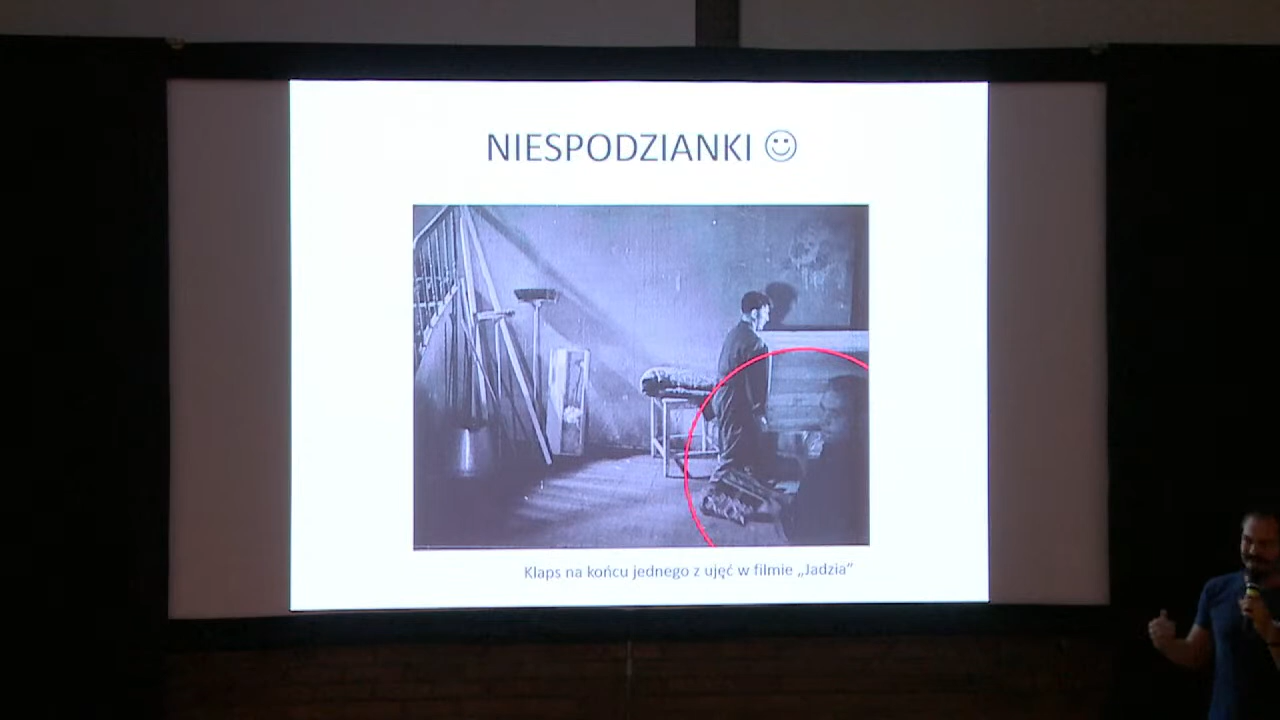 NIESPODZIANKI ☺
Klaps na końcu jednego z ujęć w filmie „Jadzia”